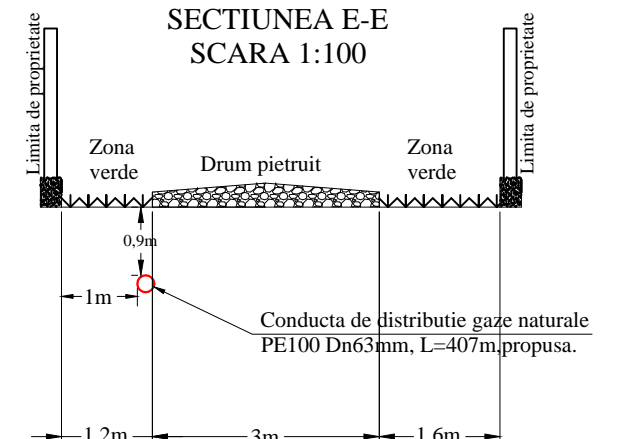 SECTIUNEA E-E
SCARA 1:100
Limita de proprietate
Limita de proprietate
Zona
verde
Drum pietruit
Zona
verde
0,9m
1m
Conducta de distributie gaze naturale
PE100 Dn63mm, L=407m,propusa.
1,2m
3m
1,6m